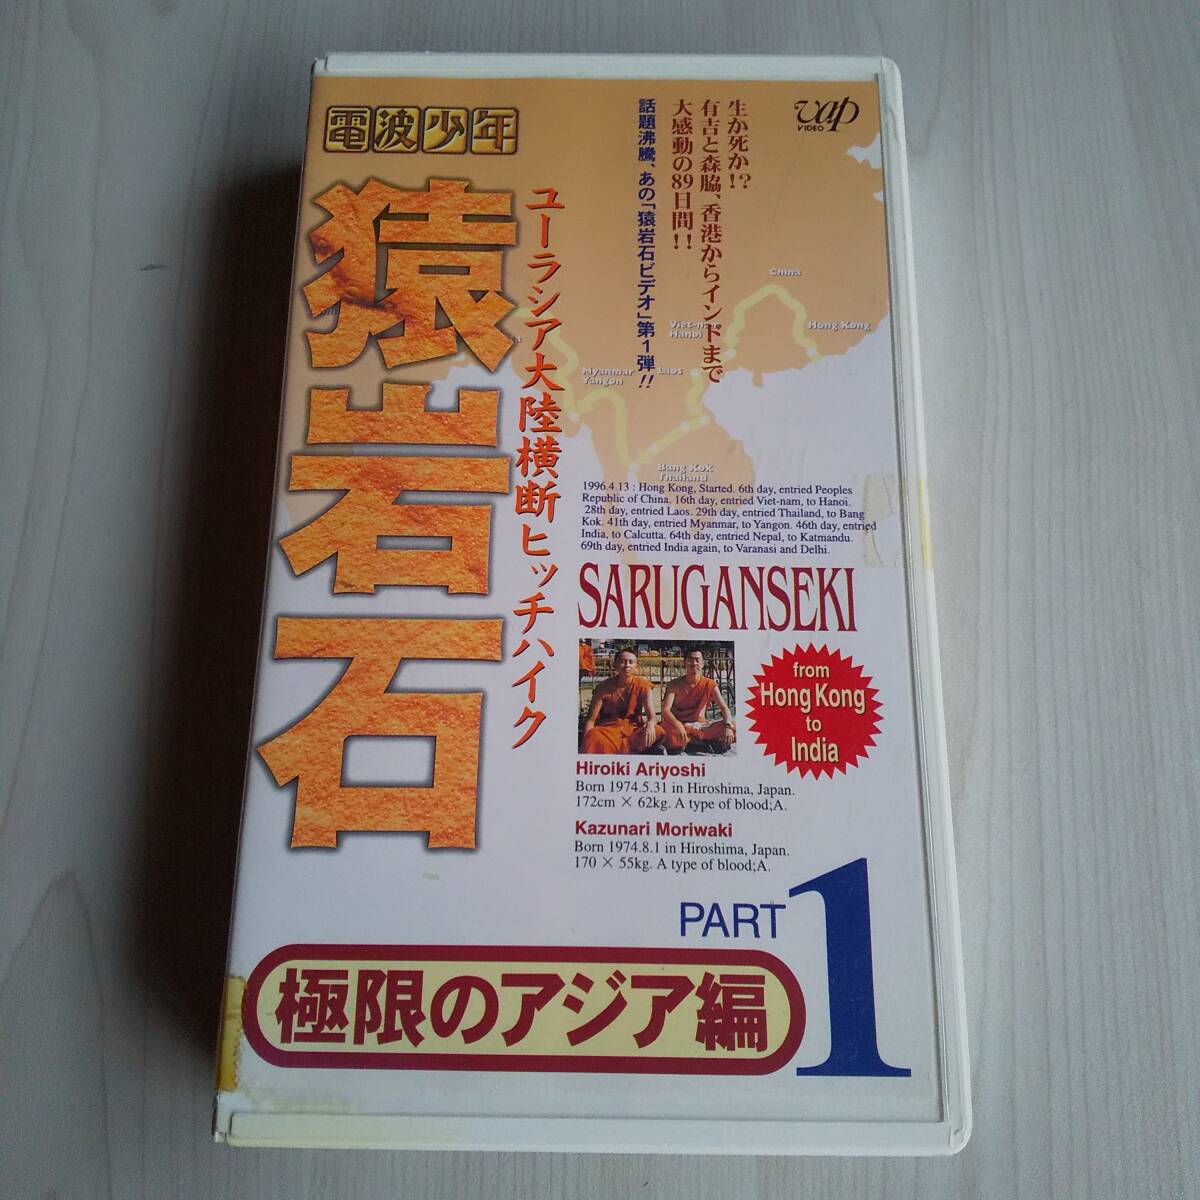 電波少年
猿岩石
ユーラシア大陸横断ヒッチハイク
生か死か!?
有吉と森脇、香港からインドまで
大感動の89日間!!
話題沸騰、あの「猿岩石ビデオ」第1弾!!
vap
VIDEO
China
Hong Kong
Viet-nam
Hanoi
Myanmar
Yangon
Laos
Bang Kok
Thailand
1996.4.13 : Hong Kong, Started. 6th day, entried Peoples
Republic of China. 16th day, entried Viet-nam, to Hanoi.
28th day, entried Laos. 29th day, entried Thailand, to Bang
Kok. 41th day, entried Myanmar, to Yangon. 46th day, entried
India, to Calcutta. 64th day, entried Nepal, to Katmandu.
69th day, entried India again, to Varanasi and Delhi.
SARUGANSEKI
from
Hong Kong
to
India
Hiroiki Ariyoshi
Born 1974.5.31 in Hiroshima, Japan.
172cm × 62kg. A type of blood;A.
Kazunari Moriwaki
Born 1974.8.1 in Hiroshima, Japan.
170 × 55kg. A type of blood;A.
PART 1
極限のアジア編